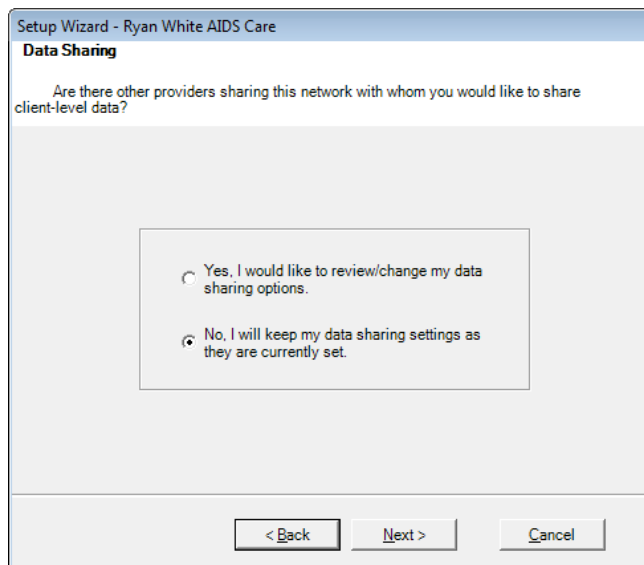 Setup Wizard - Ryan White AIDS Care
Data Sharing
Are there other providers sharing this network with whom you would like to share
client-level data?
Yes, I would like to review/change my data
sharing options.
No, I will keep my data sharing settings as
they are currently set.
< Back
Next >
Cancel